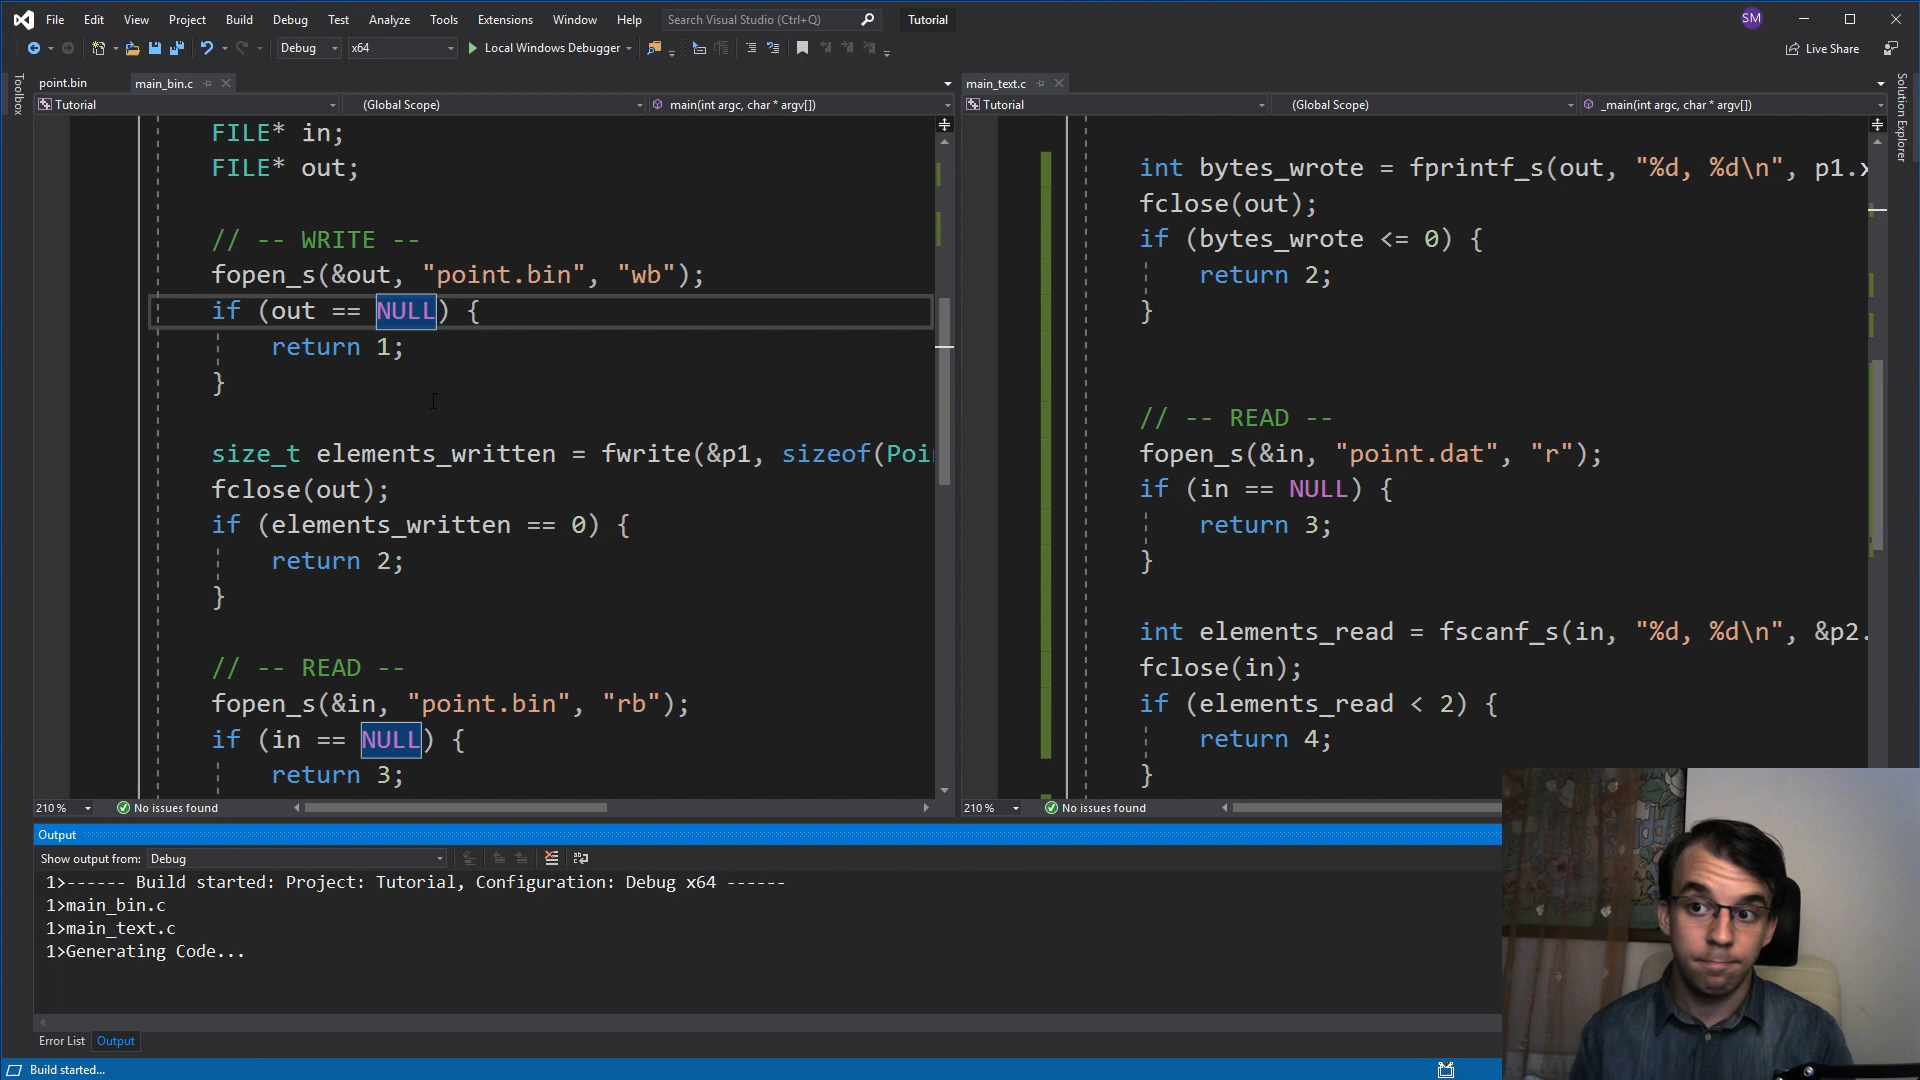 File Edit View Project Build Debug Test Analyze Tools Extensions Window Help Search Visual Studio (Ctrl+Q) Tutorial SM
Debug x64 Local Windows Debugger Live Share
Toolbox
point.bin main_bin.c
Tutorial (Global Scope) main(int argc, char * argv[])
FILE* in;
FILE* out;
// -- WRITE --
fopen_s(&out, "point.bin", "wb");
if (out == NULL) {
return 1;
}
size_t elements_written = fwrite(&p1, sizeof(Poi
fclose(out);
if (elements_written == 0) {
return 2;
}
// -- READ --
fopen_s(&in, "point.bin", "rb");
if (in == NULL) {
return 3;
210 % No issues found
main_text.c
Tutorial (Global Scope) _main(int argc, char * argv[])
int bytes_wrote = fprintf_s(out, "%d, %d\n", p1.x
fclose(out);
if (bytes_wrote <= 0) {
return 2;
}
// -- READ --
fopen_s(&in, "point.dat", "r");
if (in == NULL) {
return 3;
}
int elements_read = fscanf_s(in, "%d, %d\n", &p2.
fclose(in);
if (elements_read < 2) {
return 4;
}
210 % No issues found
Solution Explorer
Output
Show output from: Debug
1>------ Build started: Project: Tutorial, Configuration: Debug x64 ------
1>main_bin.c
1>main_text.c
1>Generating Code...
Error List Output
Build started...